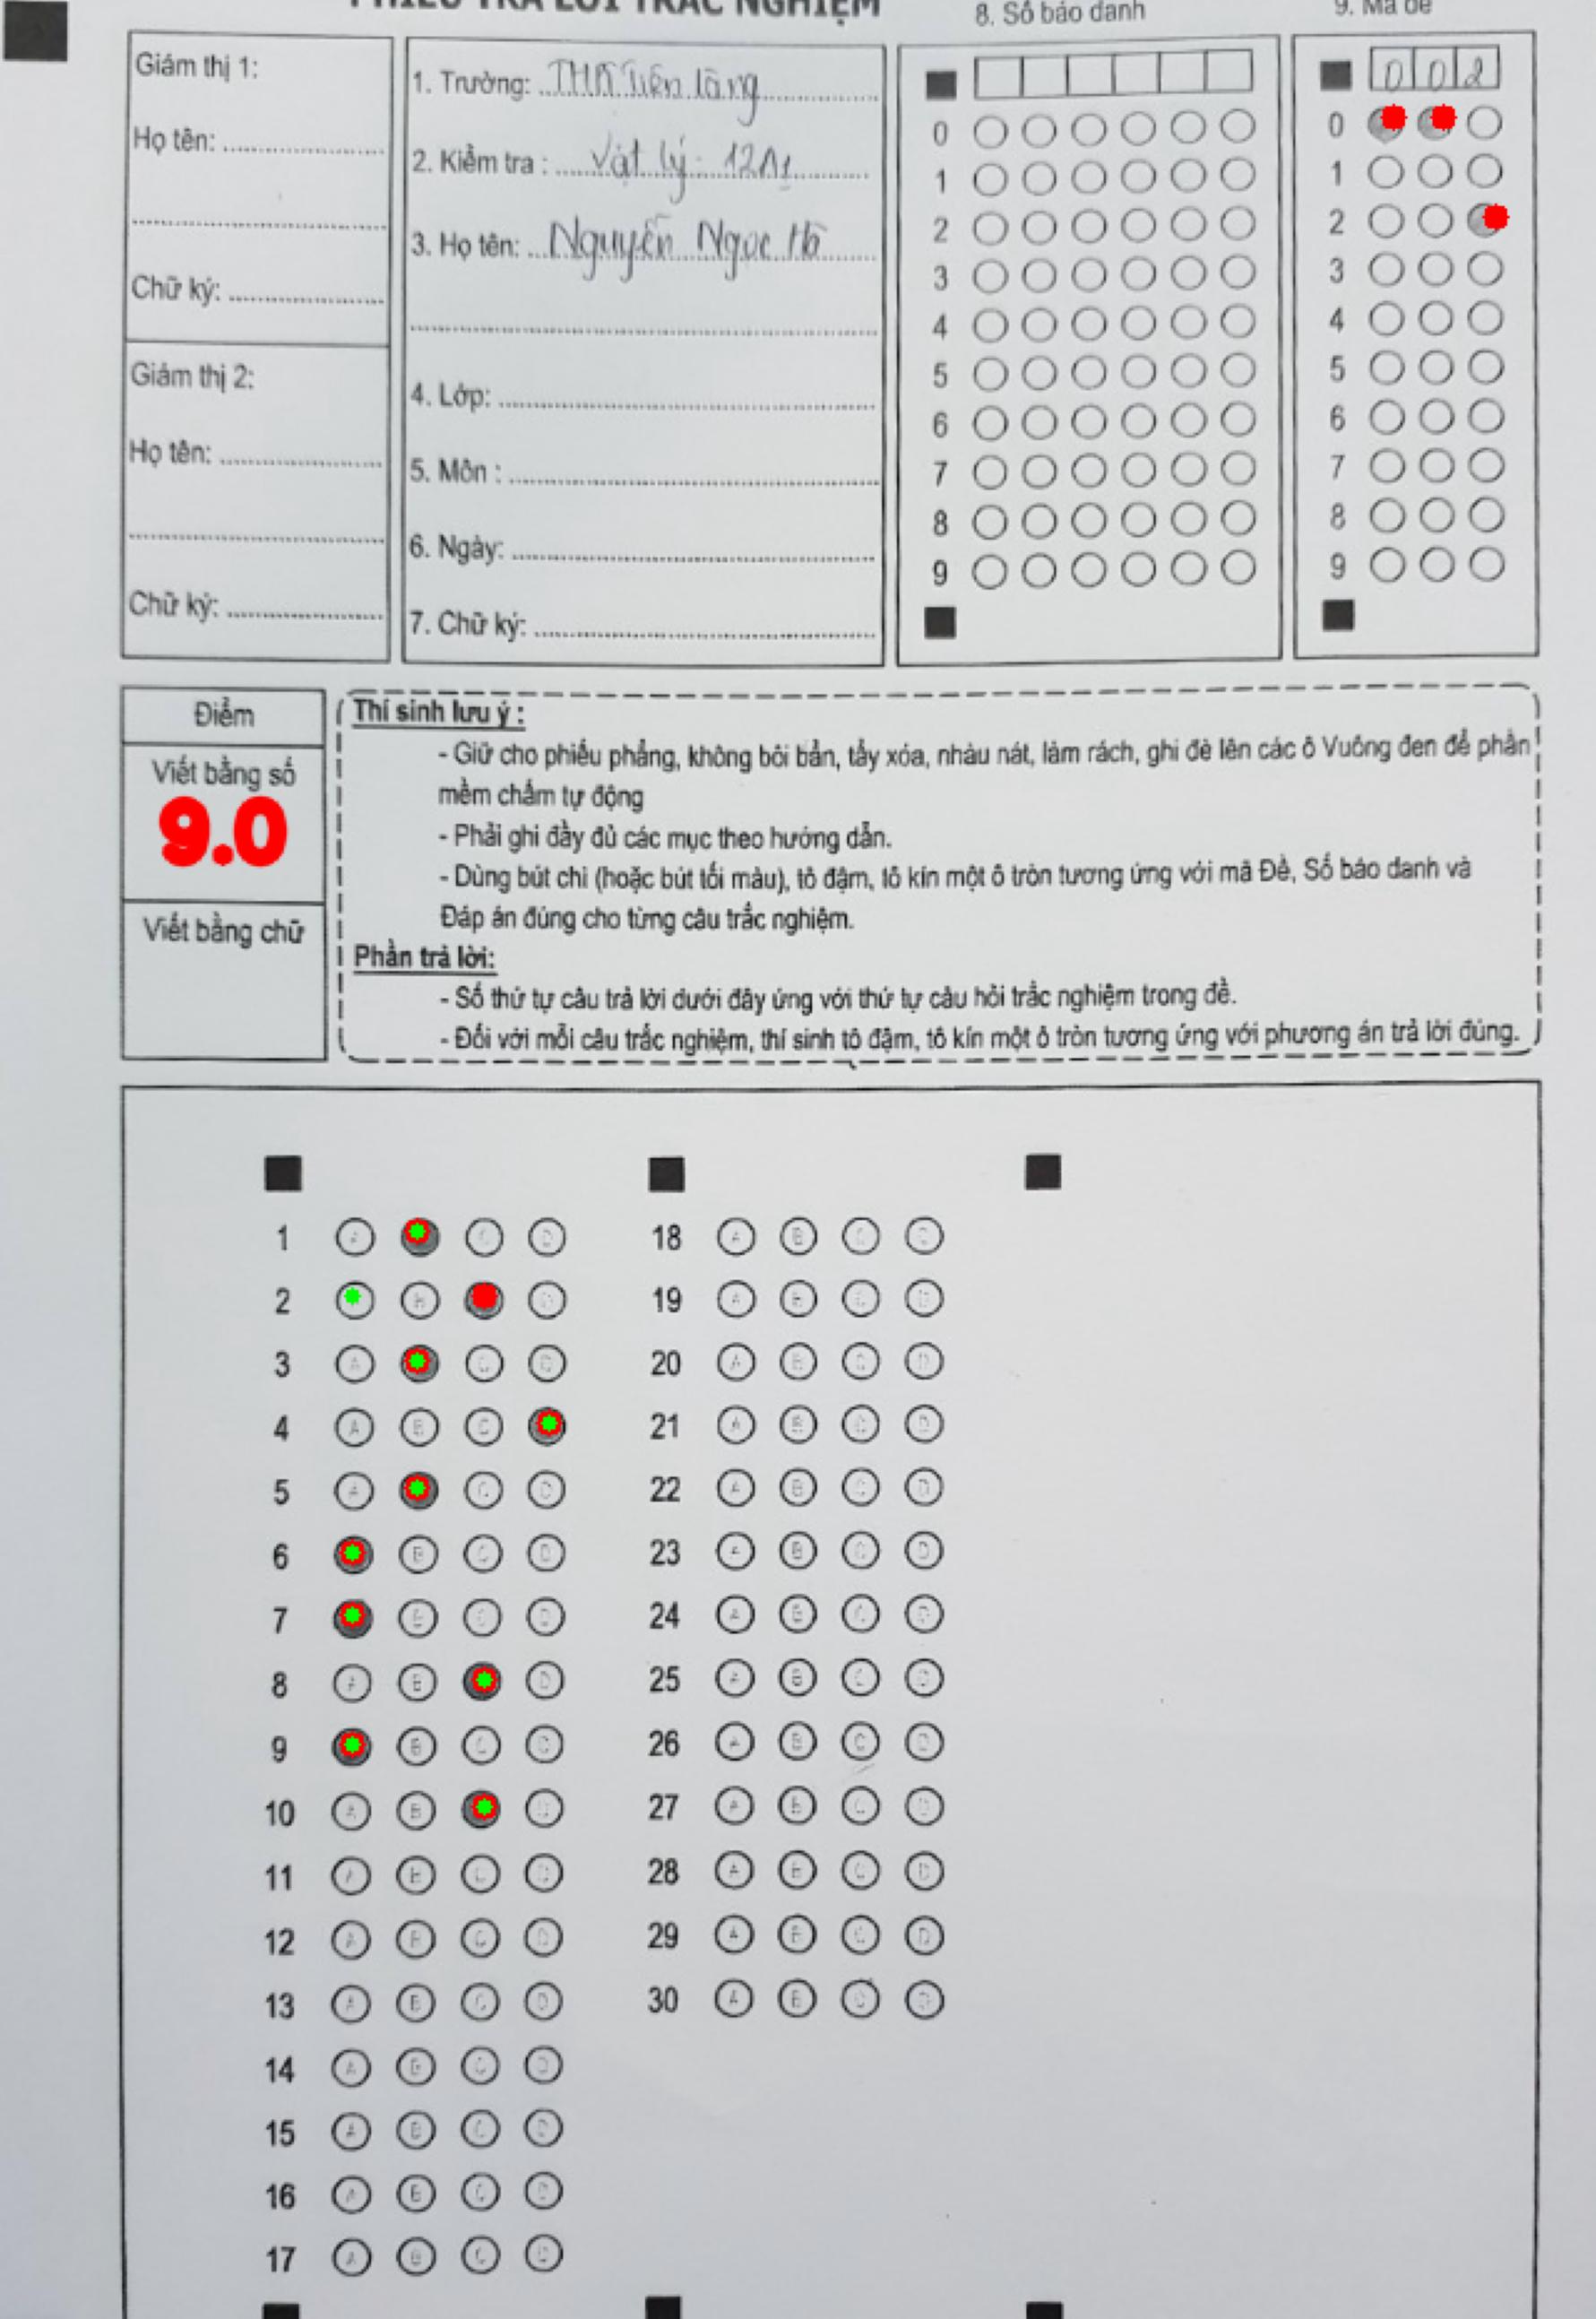 PHIẾU TRẢ LỜI TRẮC NGHIỆM
8. Số báo danh
9. Mã đề
Giám thị 1:
Họ tên:
Chữ ký:
Giám thị 2:
Họ tên:
Chữ ký:
1. Trường: Tiên Lãng
2. Kiểm tra : Vật lý - 12A1
3. Họ tên: Nguyễn Ngọc Hà
4. Lớp:
5. Môn :
6. Ngày:
7. Chữ ký:
0
1
2
3
4
5
6
7
8
9
0 0 2
0
1
2
3
4
5
6
7
8
9
Điểm
Viết bằng số
9.0
Viết bằng chữ
Thí sinh lưu ý :
- Giữ cho phiếu phẳng, không bôi bẩn, tẩy xóa, nhàu nát, làm rách, ghi đè lên các ô Vuông đen để phần
mềm chấm tự động
- Phải ghi đầy đủ các mục theo hướng dẫn.
- Dùng bút chì (hoặc bút tối màu), tô đậm, tô kín một ô tròn tương ứng với mã Đề, Số báo danh và
Đáp án đúng cho từng câu trắc nghiệm.
Phần trả lời:
- Số thứ tự câu trả lời dưới đây ứng với thứ tự câu hỏi trắc nghiệm trong đề.
- Đối với mỗi câu trắc nghiệm, thí sinh tô đậm, tô kín một ô tròn tương ứng với phương án trả lời đúng.
1 A C D
2 B D
3 A C D
4 A B C
5 A C D
6 B C D
7 B C D
8 A B D
9 B C D
10 A B D
11 A B C D
12 A B C D
13 A B C D
14 A B C D
15 A B C D
16 A B C D
17 A B C D
18 A B C D
19 A B C D
20 A B C D
21 A B C D
22 A B C D
23 A B C D
24 A B C D
25 A B C D
26 A B C D
27 A B C D
28 A B C D
29 A B C D
30 A B C D